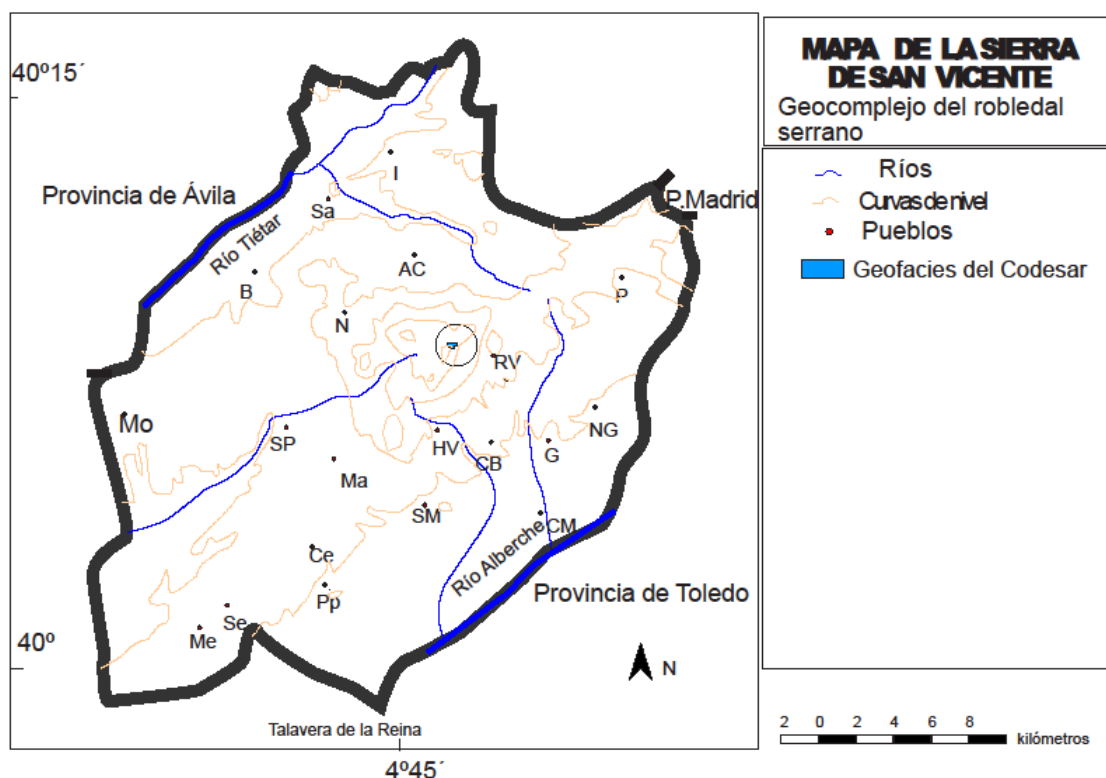 40º15´
Provincia de Ávila
Río Tiétar
P.Madrid
I
Sa
AC
B
P
N
RV
Mo
SP
HV
CB
G
NG
Ma
SM
CM
Río Alberche
Ce
Pp
Provincia de Toledo
Se
Me
40º
N
Talavera de la Reina
4º45´
MAPA DE LA SIERRA
DE SAN VICENTE
Geocomplejo del robledal
serrano
Ríos
Curvas de nivel
Pueblos
Geofacies del Codesar
2 0 2 4 6 8
kilómetros